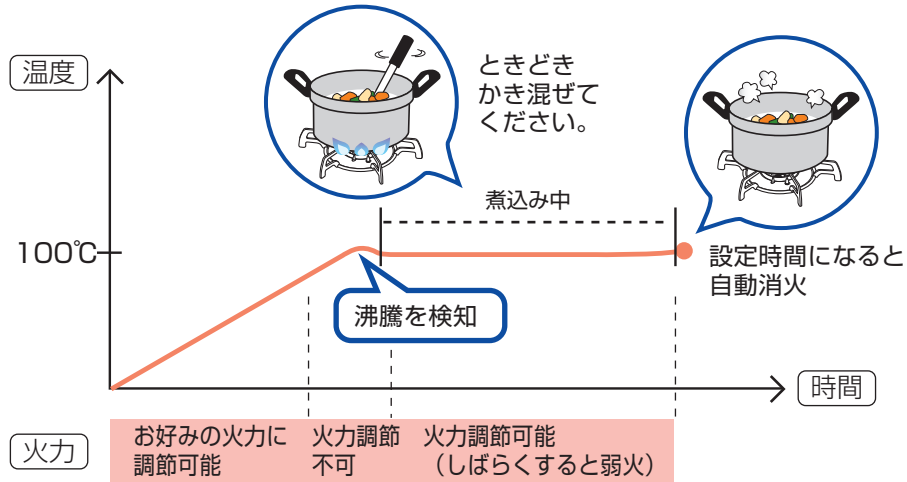 温度
ときどき
かき混ぜて
ください。
煮込み中
100℃
設定時間になると
自動消火
沸騰を検知
時間
火力
お好みの火力に
調節可能
火力調節
不可
火力調節可能
（しばらくすると弱火）